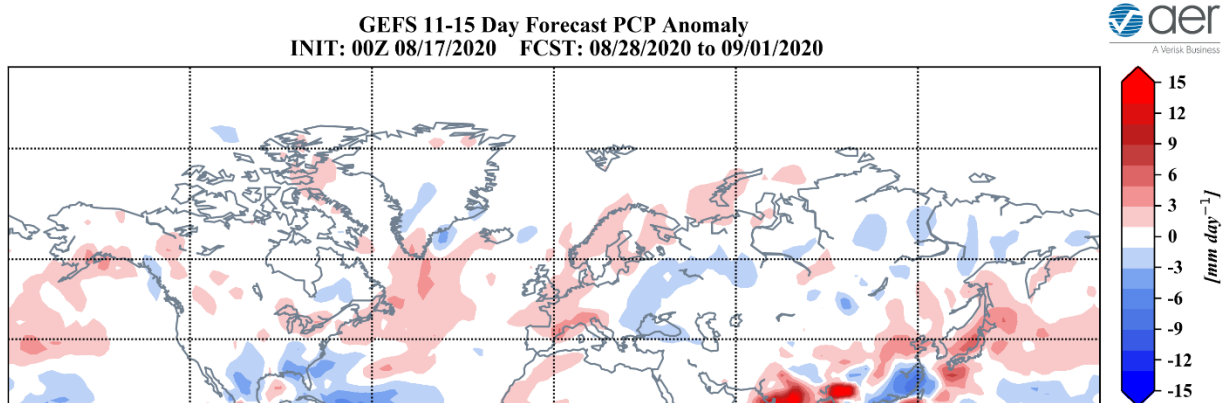 GEFS 11-15 Day Forecast PCP Anomaly
INIT: 00Z 08/17/2020 FCST: 08/28/2020 to 09/01/2020
aer
A Verisk Business
15
12
9
6
3
0
-3
-6
-9
-12
-15
[mm day⁻¹]